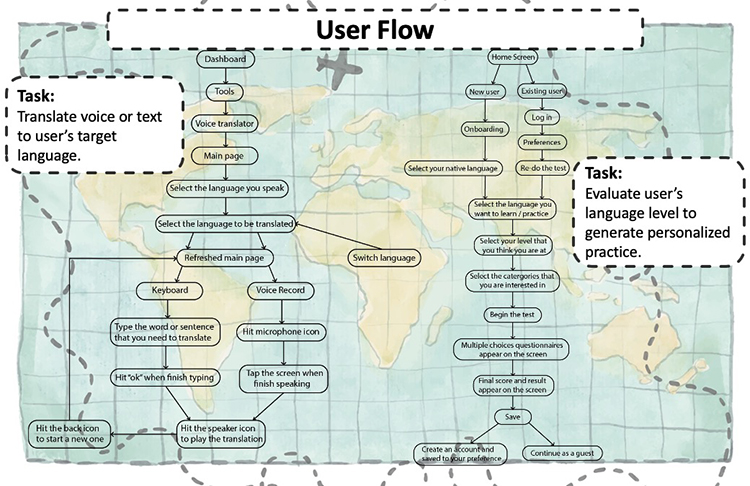 User Flow
Task:
Translate voice or text
to user's target
language.
Dashboard
Tools
Voice translator
Main page
Select the language you speak
Select the language to be translated
Refreshed main page
Switch language
Keyboard
Voice Record
Type the word or sentence
that you need to translate
Hit microphone icon
Hit "ok" when finish typing
Tap the screen when
finish speaking
Hit the back icon
to start a new one
Hit the speaker icon
to play the translation
Home Screen
New user
Existing user
Onboarding
Log in
Preferences
Select your native language
Re-do the test
Select the language you
want to learn / practice
Select your level that
you think you are at
Select the catergories that
you are interested in
Begin the test
Multiple choices questionnaires
appear on the screen
Final score and result
appear on the screen
Save
Create an account and
saved to your preference
Continue as a guest
Task:
Evaluate user's
language level to
generate personalized
practice.